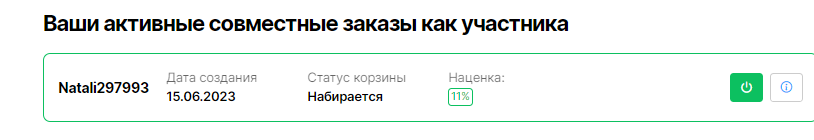 Ваши активные совместные заказы как участника
Natali297993
Дата создания
15.06.2023
Статус корзины
Набирается
Наценка:
11%